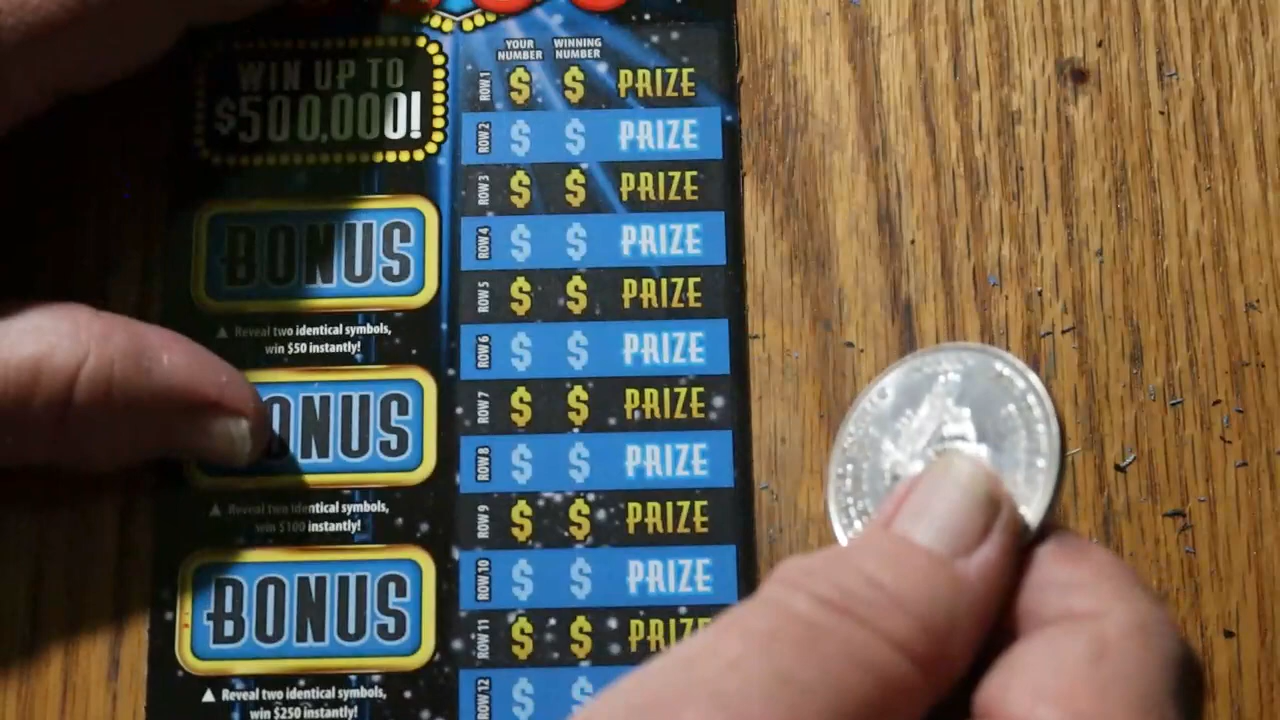 WIN UP TO
$500,000!
BONUS
▲ Reveal two identical symbols,
win $50 instantly!
BONUS
▲ Reveal two identical symbols,
win $100 instantly!
BONUS
▲ Reveal two identical symbols,
win $250 instantly!
YOUR NUMBER WINNING NUMBER
ROW 1 $ $ PRIZE
ROW 2 $ $ PRIZE
ROW 3 $ $ PRIZE
ROW 4 $ $ PRIZE
ROW 5 $ $ PRIZE
ROW 6 $ $ PRIZE
ROW 7 $ $ PRIZE
ROW 8 $ $ PRIZE
ROW 9 $ $ PRIZE
ROW 10 $ $ PRIZE
ROW 11 $ $ PRIZE
ROW 12 $ $